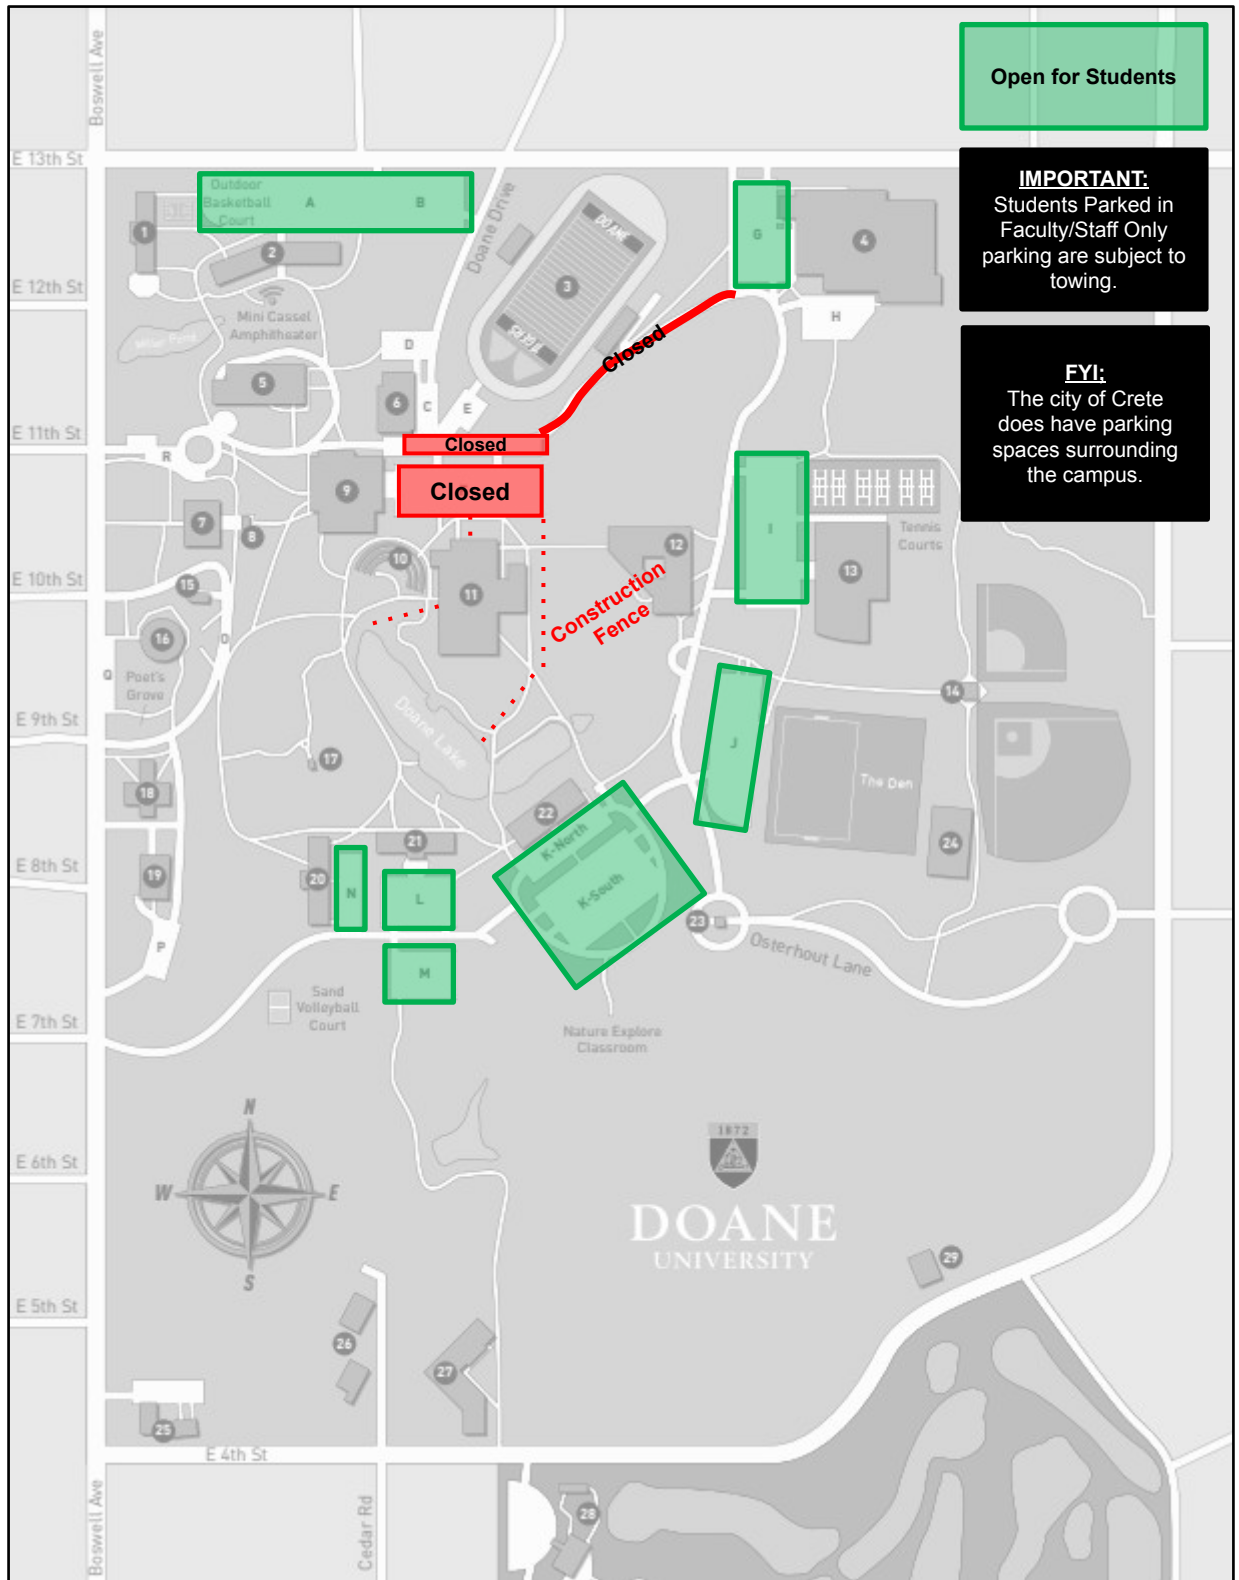 Boswell Ave
Open for Students
E 13th St
IMPORTANT:
Students Parked in
Faculty/Staff Only
parking are subject to
towing.
Outdoor
Basketball
Court
A
B
Doane Drive
DOANE
G
1
2
3
4
E 12th St
Mini Cassel
Amphitheater
Miller Pond
TIGERS
H
D
Closed
FYI:
The city of Crete
does have parking
spaces surrounding
the campus.
5
6
C
E
E 11th St
R
Closed
Closed
9
7
8
I
Tennis
Courts
10
12
E 10th St
15
11
13
Construction
Fence
16
O
Q
Poet's
Grove
14
E 9th St
Doane Lake
J
17
The Den
18
22
21
K-North
24
E 8th St
19
20
N
L
K-South
23
P
M
Osterhout Lane
Sand
Volleyball
Court
E 7th St
Nature Explore
Classroom
N
1872
E 6th St
W
E
DOANE
UNIVERSITY
S
29
E 5th St
26
27
25
E 4th St
Boswell Ave
Cedar Rd
28